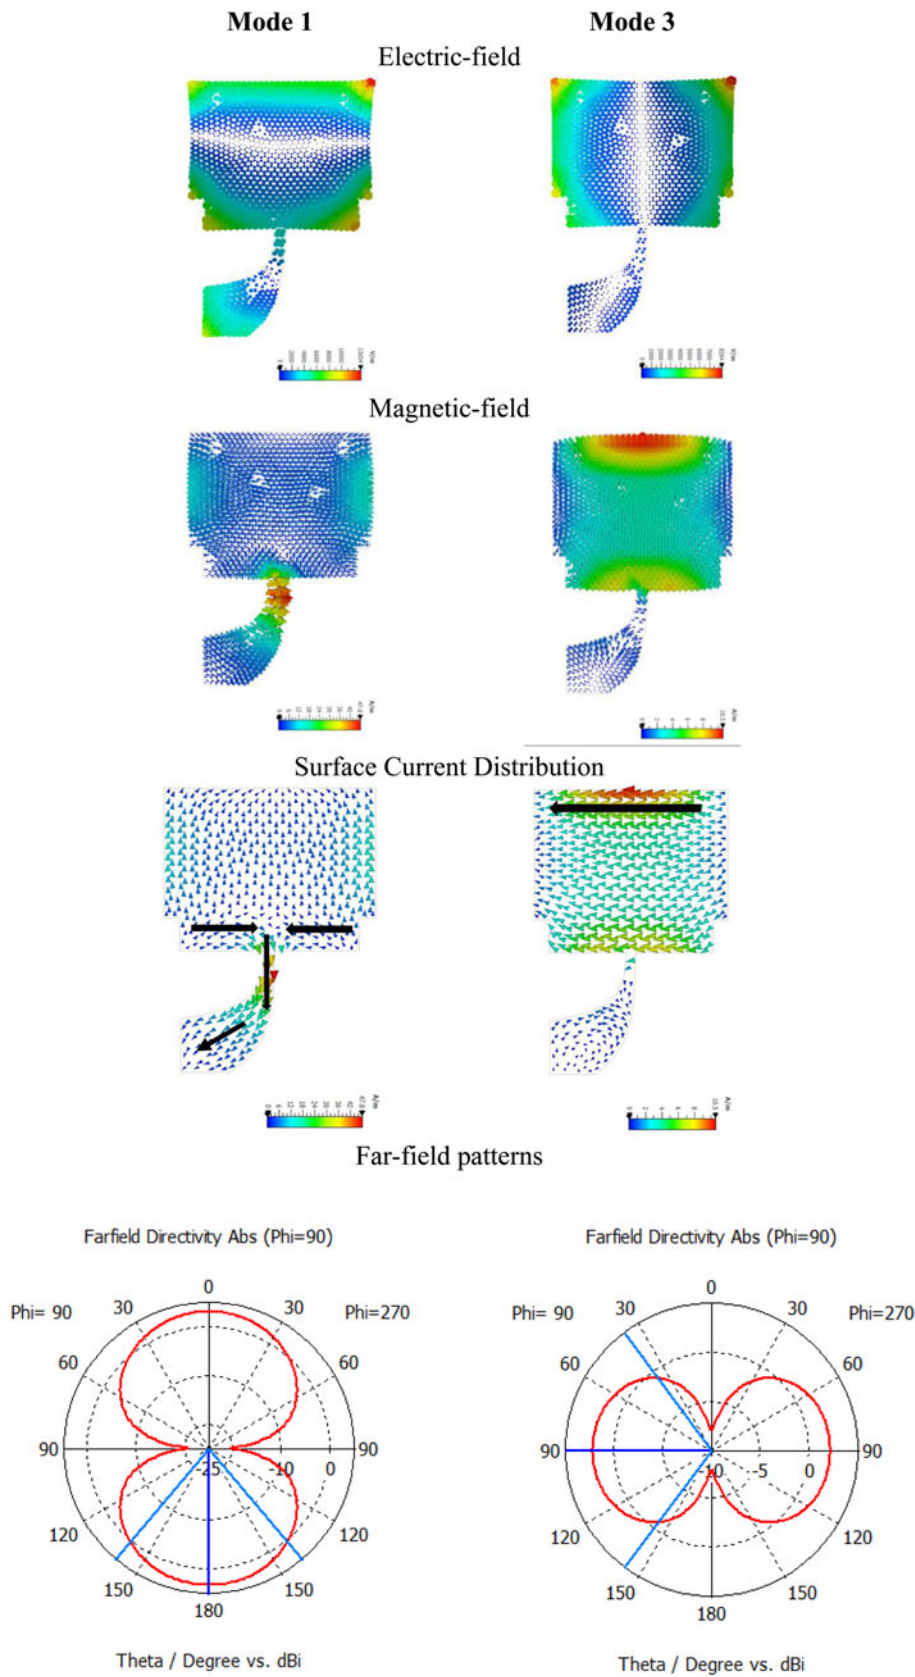 Mode 1 Mode 3
Electric-field
Magnetic-field
Surface Current Distribution
Far-field patterns
Farfield Directivity Abs (Phi=90) Farfield Directivity Abs (Phi=90)
0 0
Phi= 90 30 30 Phi=270 Phi= 90 30 30 Phi=270
60 60 60 60
90 -25 -10 0 90 90 -10 -5 0 90
120 120 120 120
150 150 150 150
180 180
Theta / Degree vs. dBi Theta / Degree vs. dBi